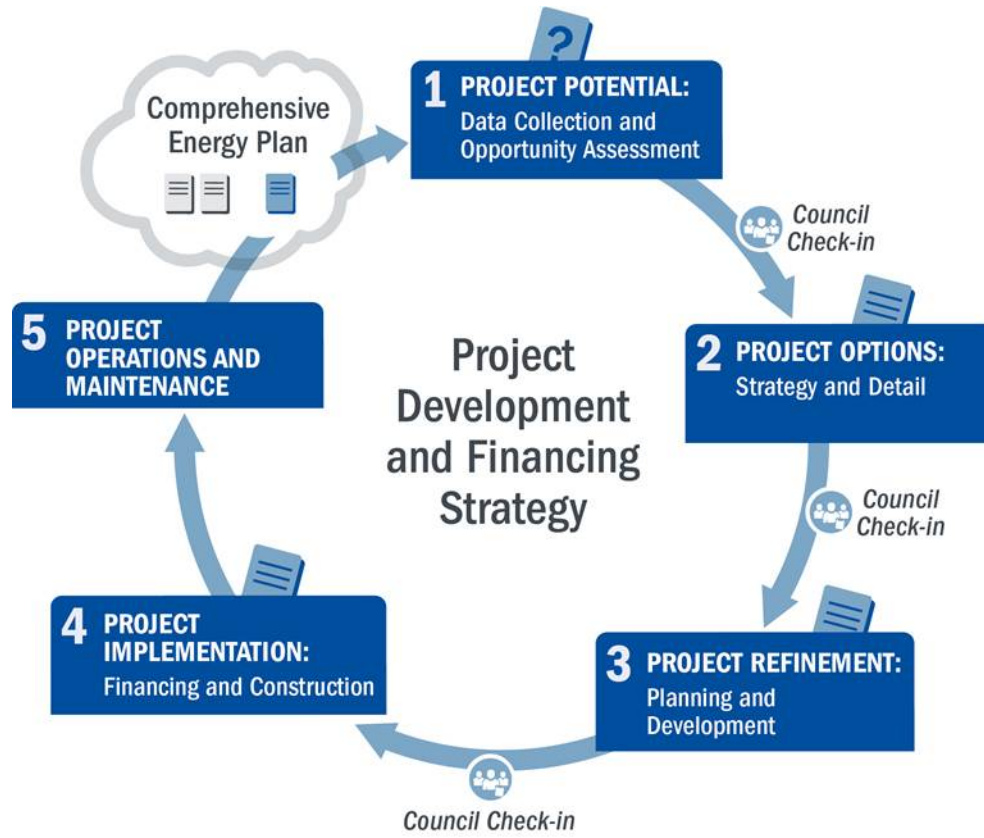 Comprehensive
Energy Plan
?
1 PROJECT POTENTIAL:
Data Collection and
Opportunity Assessment
Council
Check-in
2 PROJECT OPTIONS:
Strategy and Detail
Council
Check-in
3 PROJECT REFINEMENT:
Planning and
Development
Council Check-in
4 PROJECT
IMPLEMENTATION:
Financing and Construction
5 PROJECT
OPERATIONS AND
MAINTENANCE
Project
Development
and Financing
Strategy